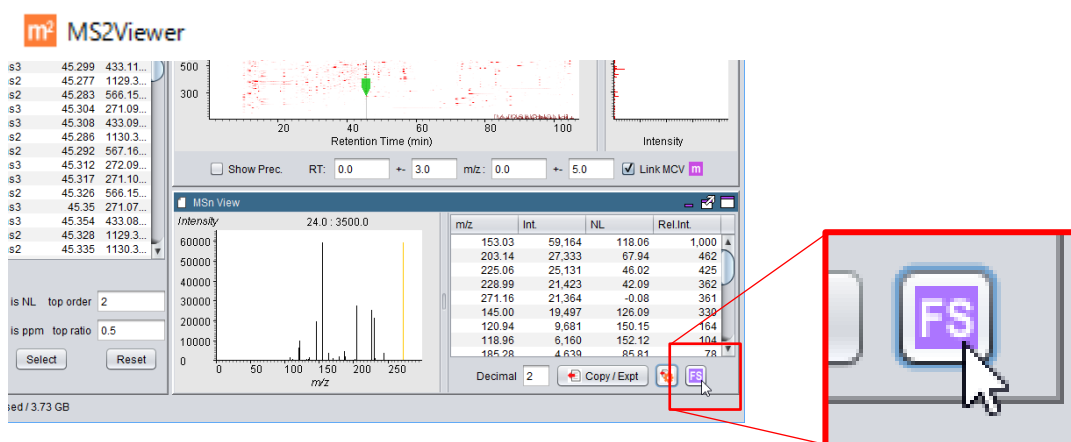 m² MS2Viewer
s3 45.299 433.11...
s2 45.277 1129.3...
s2 45.283 566.15...
s3 45.304 271.09...
s3 45.308 433.09...
s2 45.286 1130.3...
s2 45.292 567.16...
s3 45.312 272.09...
s3 45.317 271.10...
s2 45.326 566.15...
s3 45.35 271.07...
s3 45.354 433.08...
s2 45.328 1129.3...
s2 45.335 1130.3...
is NL top order 2
is ppm top ratio 0.5
Select Reset
sed / 3.73 GB
500
300
20 40 60 80 100
Retention Time (min)
Intensity
Show Prec. RT: 0.0 +- 3.0 m/z: 0.0 +- 5.0 Link MCV m
MSn View
Intensity 24.0 : 3500.0
60000
50000
40000
30000
20000
10000
0
0 50 100 150 200 250
m/z
m/z Int. NL Rel.Int.
153.03 59,164 118.06 1,000
203.14 27,333 67.94 462
225.06 25,131 46.02 425
228.99 21,423 42.09 362
271.16 21,364 -0.08 361
145.00 19,497 126.09 330
120.94 9,681 150.15 164
118.96 6,160 152.12 104
185.28 4,639 85.81 78
Decimal 2 Copy / Expt FS
FS